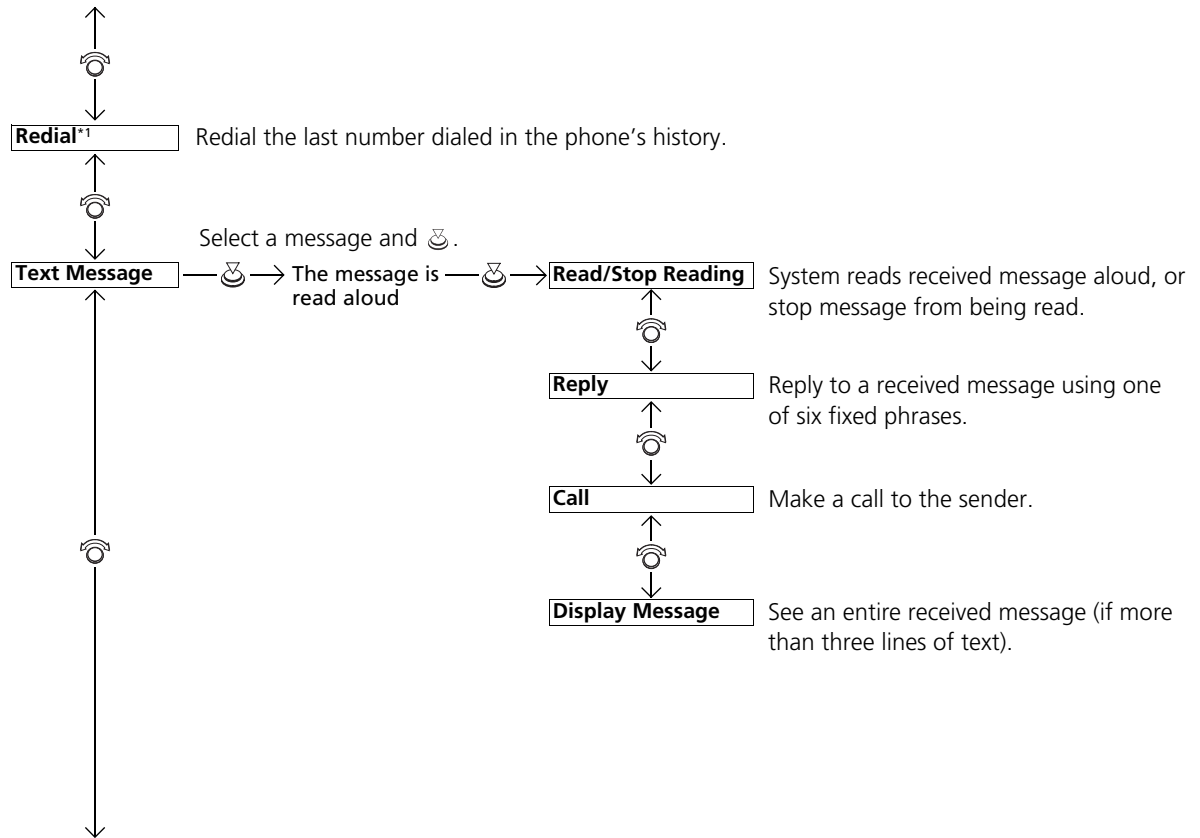 Redial*1
Redial the last number dialed in the phone’s history.
Select a message and .
Text Message
The message is
read aloud
Read/Stop Reading
System reads received message aloud, or
stop message from being read.
Reply
Reply to a received message using one
of six fixed phrases.
Call
Make a call to the sender.
Display Message
See an entire received message (if more
than three lines of text).